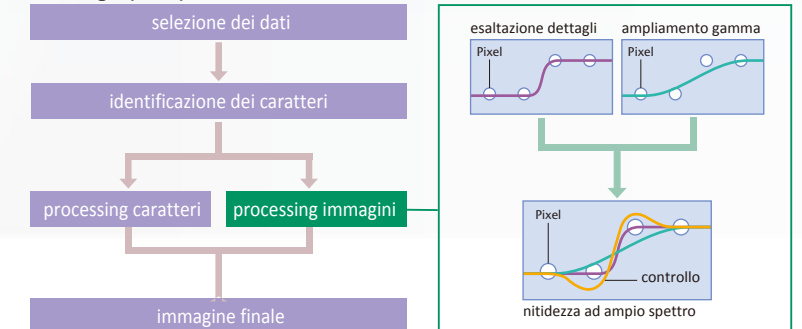 selezione dei dati
identificazione dei caratteri
processing caratteri
processing immagini
immagine finale
esaltazione dettagli
ampliamento gamma
Pixel
Pixel
Pixel
controllo
nitidezza ad ampio spettro